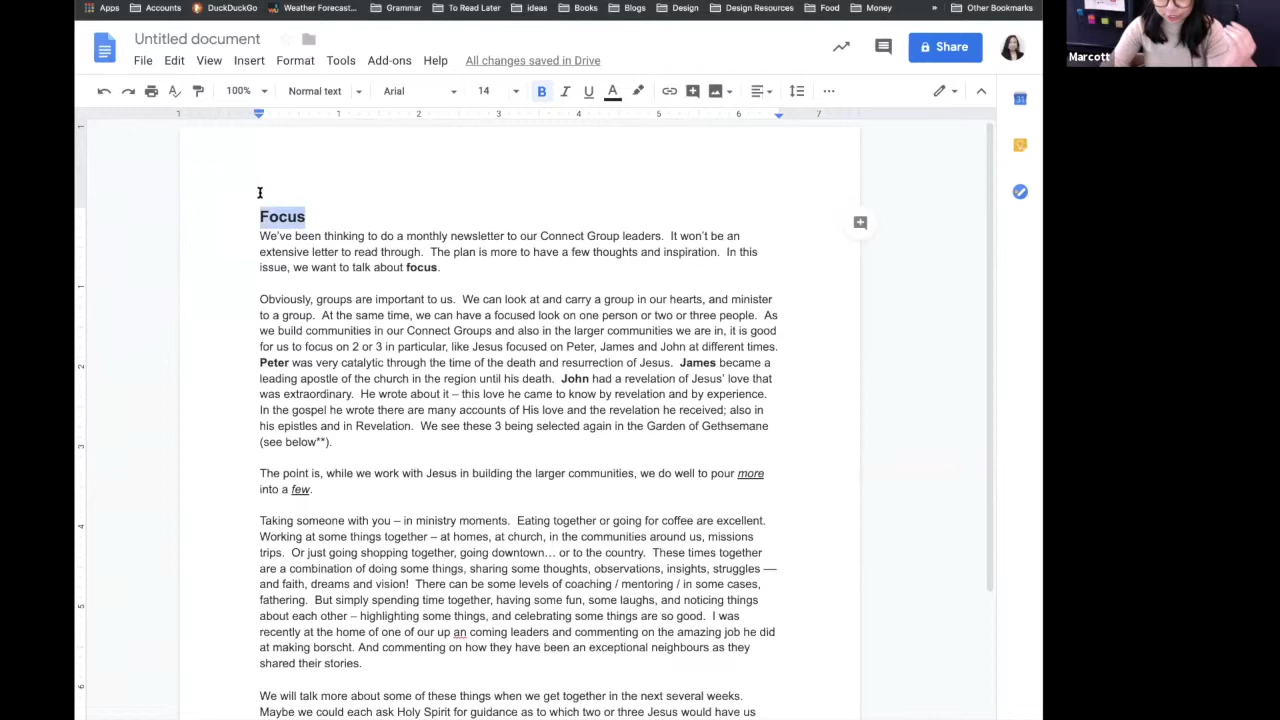 Apps Accounts DuckDuckGo Weather Forecast... Grammar To Read Later ideas Books Blogs Design Design Resources Food Money » Other Bookmarks
Untitled document
File Edit View Insert Format Tools Add-ons Help All changes saved in Drive
Share
Marcott
100% Normal text Arial 14 B I U A
1 1 2 3 4 5 6 7
Focus
We've been thinking to do a monthly newsletter to our Connect Group leaders. It won't be an
extensive letter to read through. The plan is more to have a few thoughts and inspiration. In this
issue, we want to talk about focus.
Obviously, groups are important to us. We can look at and carry a group in our hearts, and minister
to a group. At the same time, we can have a focused look on one person or two or three people. As
we build communities in our Connect Groups and also in the larger communities we are in, it is good
for us to focus on 2 or 3 in particular, like Jesus focused on Peter, James and John at different times.
Peter was very catalytic through the time of the death and resurrection of Jesus. James became a
leading apostle of the church in the region until his death. John had a revelation of Jesus' love that
was extraordinary. He wrote about it – this love he came to know by revelation and by experience.
In the gospel he wrote there are many accounts of His love and the revelation he received; also in
his epistles and in Revelation. We see these 3 being selected again in the Garden of Gethsemane
(see below**).
The point is, while we work with Jesus in building the larger communities, we do well to pour more
into a few.
Taking someone with you – in ministry moments. Eating together or going for coffee are excellent.
Working at some things together – at homes, at church, in the communities around us, missions
trips. Or just going shopping together, going downtown… or to the country. These times together
are a combination of doing some things, sharing some thoughts, observations, insights, struggles —
and faith, dreams and vision! There can be some levels of coaching / mentoring / in some cases,
fathering. But simply spending time together, having some fun, some laughs, and noticing things
about each other – highlighting some things, and celebrating some things are so good. I was
recently at the home of one of our up an coming leaders and commenting on the amazing job he did
at making borscht. And commenting on how they have been an exceptional neighbours as they
shared their stories.
We will talk more about some of these things when we get together in the next several weeks.
Maybe we could each ask Holy Spirit for guidance as to which two or three Jesus would have us
1
1
2
3
4
5
6
31